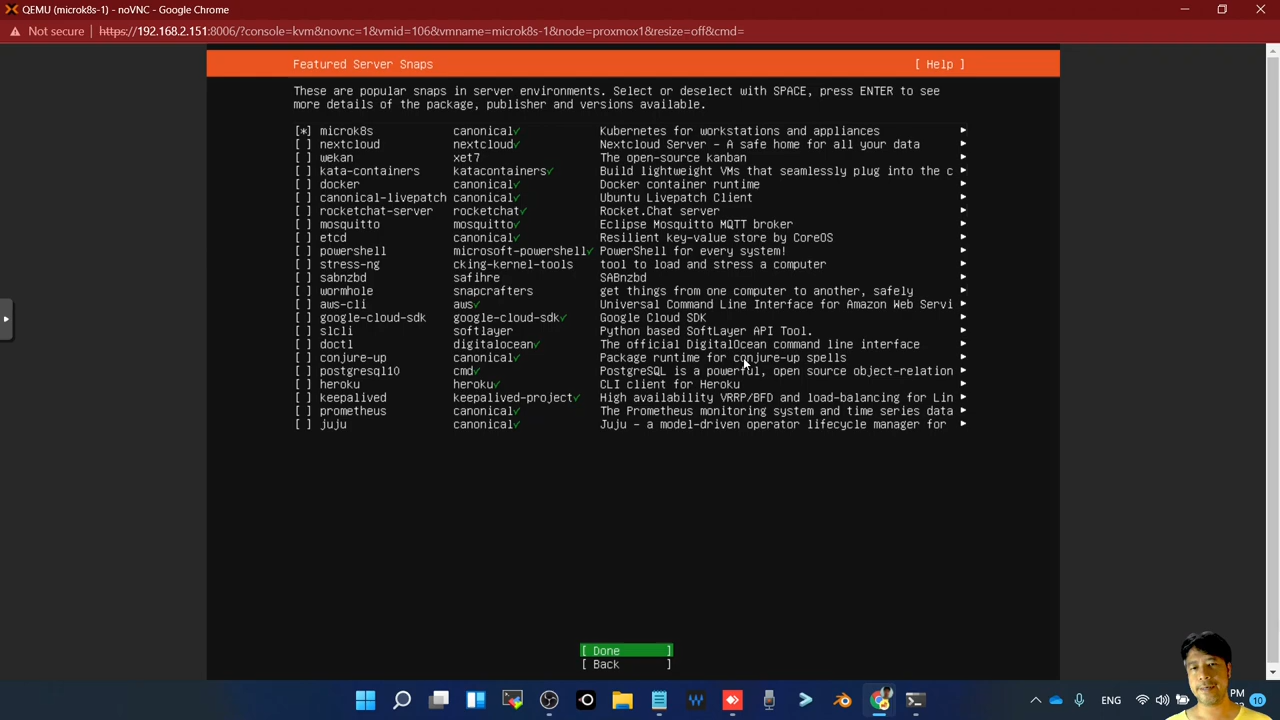 QEMU (microk8s-1) - noVNC - Google Chrome
Not secure https://192.168.2.151:8006/?console=kvm&novnc=1&vmid=106&vmname=microk8s-1&node=proxmox1&resize=off&cmd=
Featured Server Snaps [ Help ]
These are popular snaps in server environments. Select or deselect with SPACE, press ENTER to see
more details of the package, publisher and versions available.
[*] microk8s canonical✓ Kubernetes for workstations and appliances ▸
[ ] nextcloud nextcloud✓ Nextcloud Server - A safe home for all your data ▸
[ ] wekan xet7 The open-source kanban ▸
[ ] kata-containers katacontainers✓ Build lightweight VMs that seamlessly plug into the c ▸
[ ] docker canonical✓ Docker container runtime ▸
[ ] canonical-livepatch canonical✓ Ubuntu Livepatch Client ▸
[ ] rocketchat-server rocketchat✓ Rocket.Chat server ▸
[ ] mosquitto mosquitto✓ Eclipse Mosquitto MQTT broker ▸
[ ] etcd canonical✓ Resilient key-value store by CoreOS ▸
[ ] powershell microsoft-powershell✓ PowerShell for every system! ▸
[ ] stress-ng cking-kernel-tools tool to load and stress a computer ▸
[ ] sabnzbd safihre SABnzbd ▸
[ ] wormhole snapcrafters get things from one computer to another, safely ▸
[ ] aws-cli aws✓ Universal Command Line Interface for Amazon Web Servi ▸
[ ] google-cloud-sdk google-cloud-sdk✓ Google Cloud SDK ▸
[ ] slcli softlayer Python based SoftLayer API Tool. ▸
[ ] doctl digitalocean✓ The official DigitalOcean command line interface ▸
[ ] conjure-up canonical✓ Package runtime for conjure-up spells ▸
[ ] postgresql10 cmd✓ PostgreSQL is a powerful, open source object-relation ▸
[ ] heroku heroku✓ CLI client for Heroku ▸
[ ] keepalived keepalived-project✓ High availability VRRP/BFD and load-balancing for Lin ▸
[ ] prometheus canonical✓ The Prometheus monitoring system and time series data ▸
[ ] juju canonical✓ Juju - a model-driven operator lifecycle manager for ▸
[ Done ]
[ Back ]
ENG
PM
10